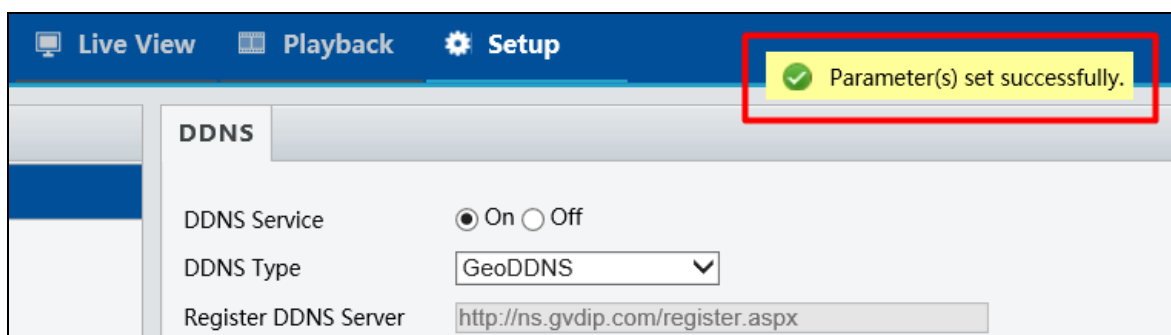 Live View Playback Setup
Parameter(s) set successfully.
DDNS
DDNS Service On Off
DDNS Type GeoDDNS
Register DDNS Server http://ns.gvdip.com/register.aspx